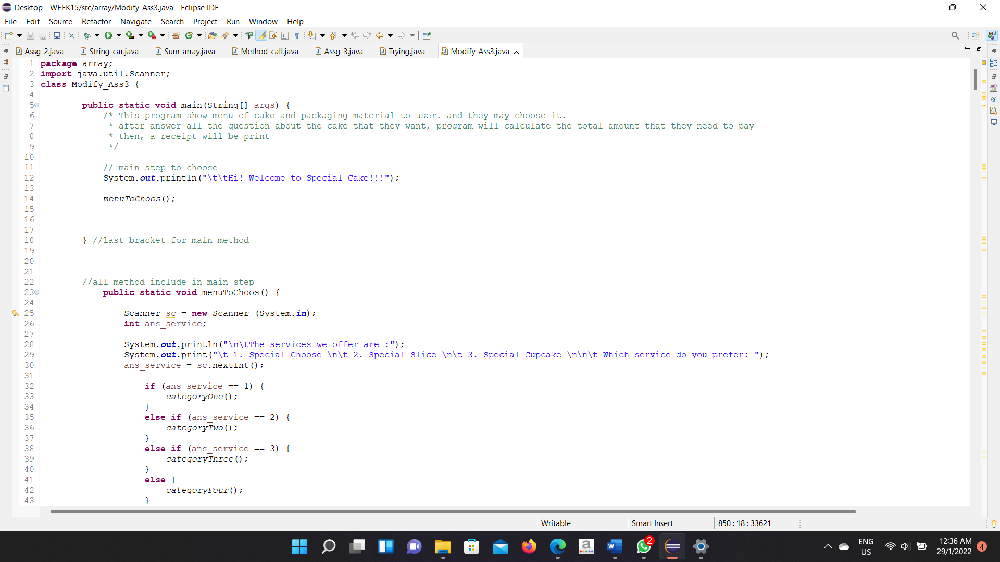 Desktop - WEEK15/src/array/Modify_Ass3.java - Eclipse IDE
File Edit Source Refactor Navigate Search Project Run Window Help
Assg_2.java String_car.java Sum_array.java Method_call.java Assg_3.java Trying.java Modify_Ass3.java
1 package array;
2 import java.util.Scanner;
3 class Modify_Ass3 {
4
5 public static void main(String[] args) {
6 /* This program show menu of cake and packaging material to user. and they may choose it.
7 * after answer all the question about the cake that they want, program will calculate the total amount that they need to pay
8 * then, a receipt will be print
9 */
10
11 // main step to choose
12 System.out.println("\t\tHi! Welcome to Special Cake!!!");
13
14 menuToChoos();
15
16
17
18 } //last bracket for main method
19
20
21
22 //all method include in main step
23 public static void menuToChoos() {
24
25 Scanner sc = new Scanner (System.in);
26 int ans_service;
27
28 System.out.println("\n\tThe services we offer are :");
29 System.out.print("\t 1. Special Choose \n\t 2. Special Slice \n\t 3. Special Cupcake \n\n\t Which service do you prefer: ");
30 ans_service = sc.nextInt();
31
32 if (ans_service == 1) {
33 categoryOne();
34 }
35 else if (ans_service == 2) {
36 categoryTwo();
37 }
38 else if (ans_service == 3) {
39 categoryThree();
40 }
41 else {
42 categoryFour();
43 }
Writable Smart Insert 850 : 18 : 33621
2
ENG 12:36 AM
US 29/1/2022 4